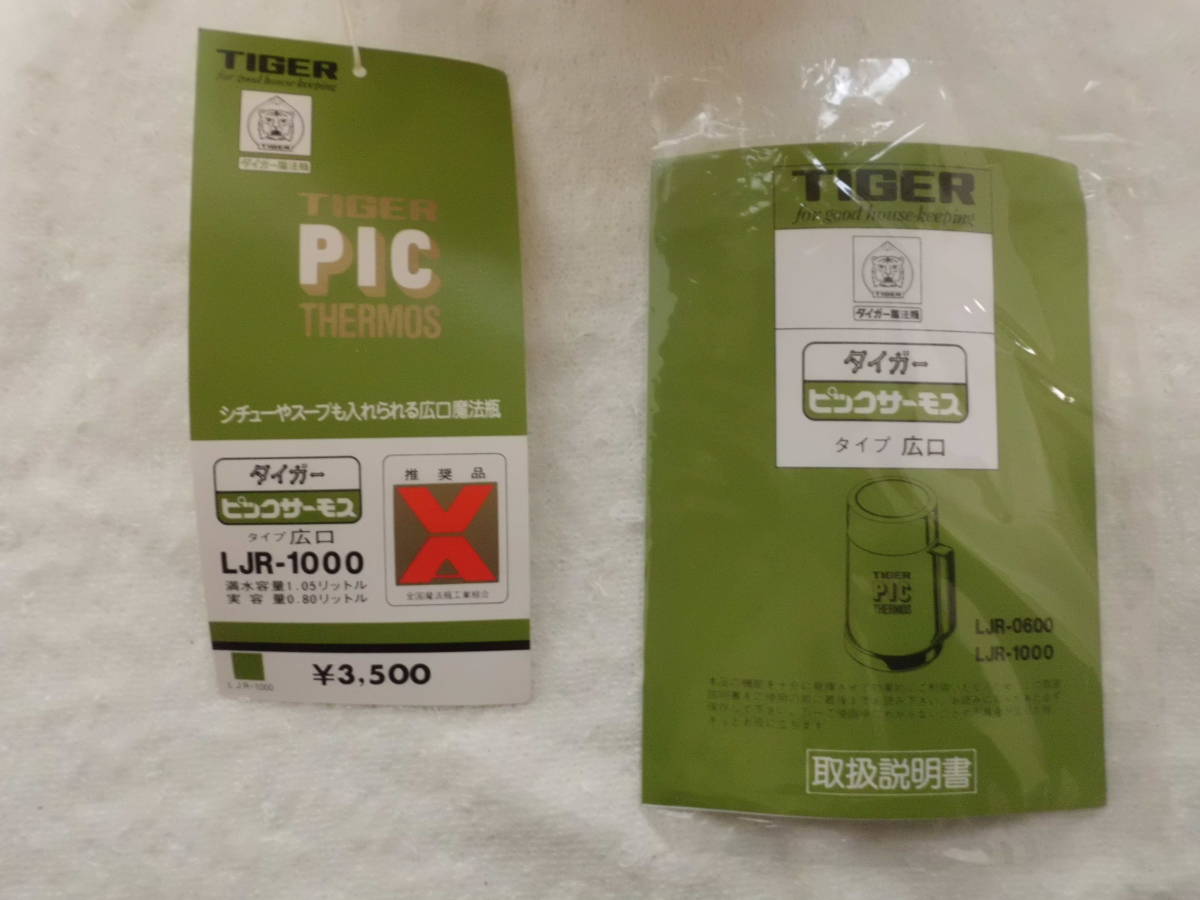 TIGER
for good house-keeping
TIGER
タイガー魔法瓶
TIGER
PIC
THERMOS
シチューやスープも入れられる広口魔法瓶
タイガー
ピックサーモス
タイプ 広口
LJR-1000
満水容量1.05リットル
実容量0.80リットル
推奨品
全国魔法瓶工業組合
LJR-1000
¥3,500
TIGER
for good house-keeping
TIGER
タイガー魔法瓶
タイガー
ピックサーモス
タイプ 広口
TIGER
PIC
THERMOS
LJR-0600
LJR-1000
取扱説明書